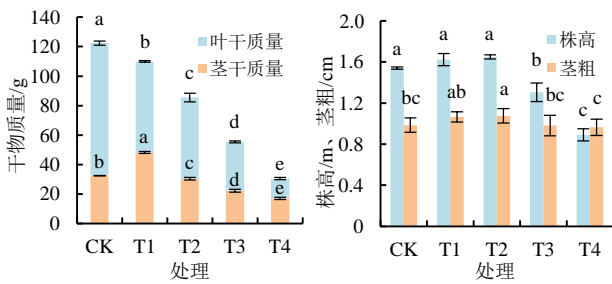 干物质量/g
140
120
100
80
60
40
20
0
a
b
c
d
e
b
a
c
d
e
叶干质量
茎干质量
CK T1 T2 T3 T4
处理
株高/m、茎粗/cm
2.0
1.6
1.2
0.8
0.4
0
a
a
a
b
c
bc
ab
a
bc
c
株高
茎粗
CK T1 T2 T3 T4
处理